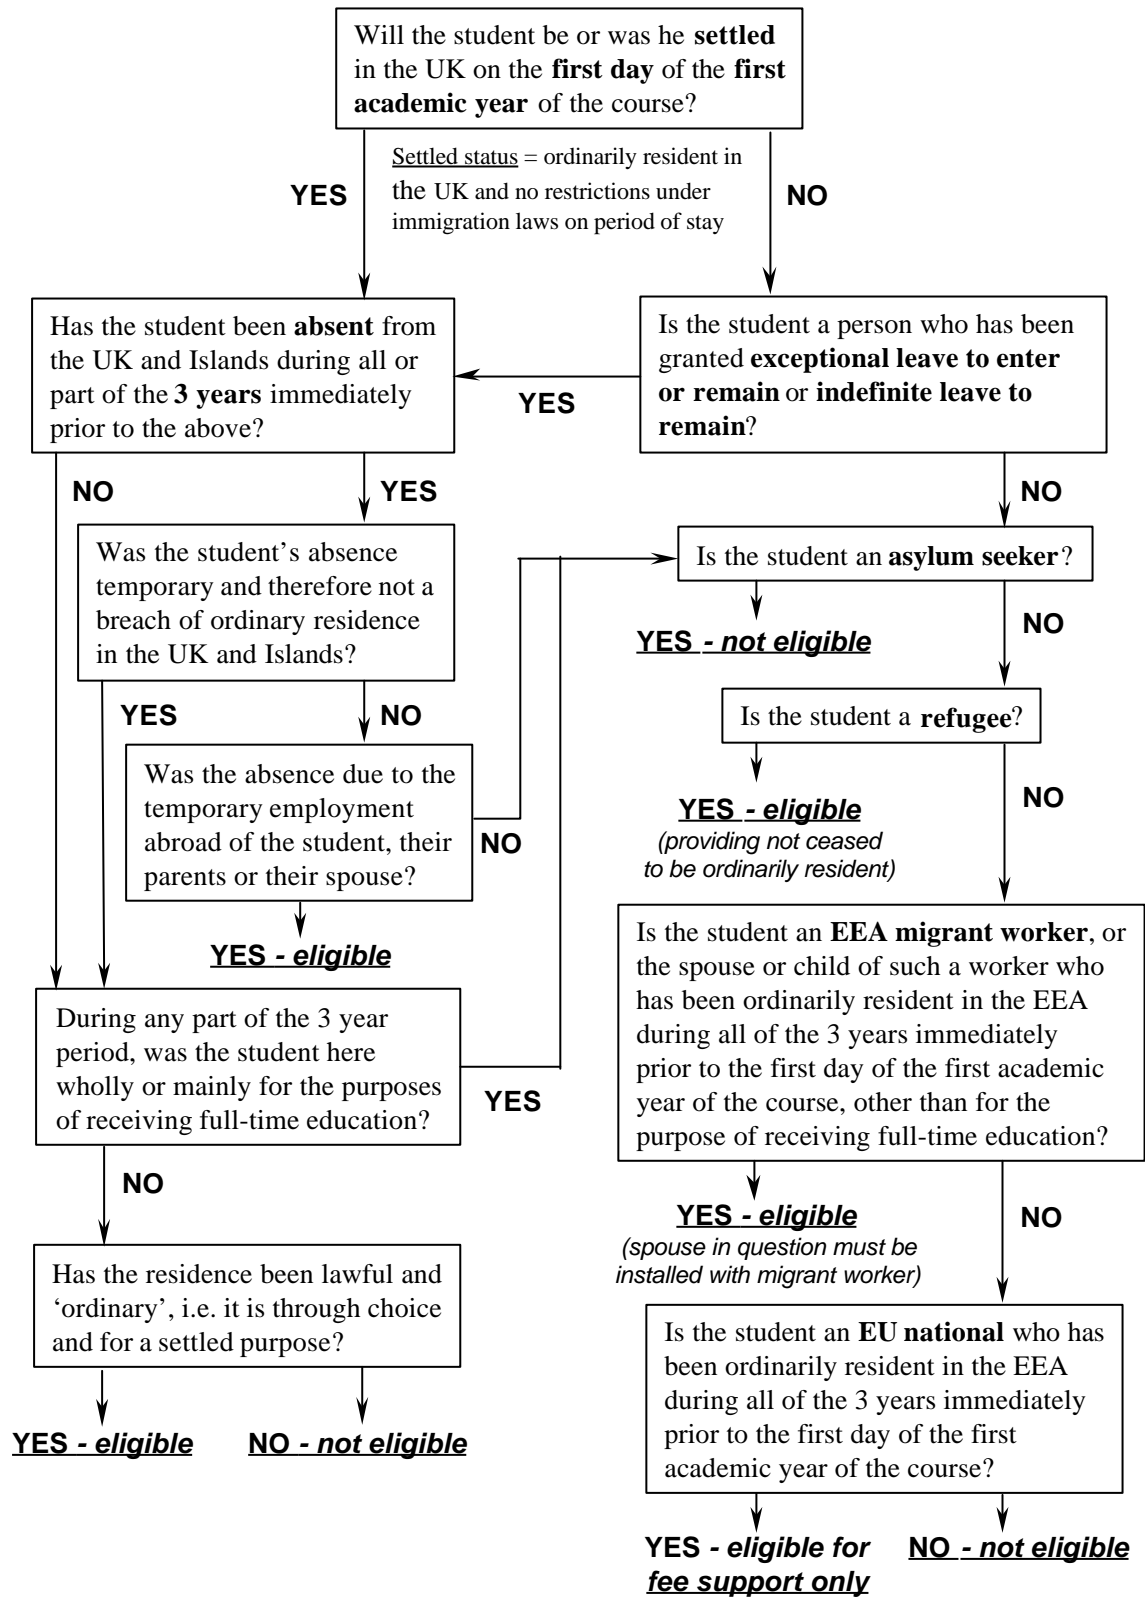 Will the student be or was he settled
in the UK on the first day of the first
academic year of the course?
Settled status = ordinarily resident in
the UK and no restrictions under
immigration laws on period of stay
YES
NO
Has the student been absent from
the UK and Islands during all or
part of the 3 years immediately
prior to the above?
Is the student a person who has been
granted exceptional leave to enter
or remain or indefinite leave to
remain?
YES
NO
YES
NO
Was the student’s absence
temporary and therefore not a
breach of ordinary residence
in the UK and Islands?
Is the student an asylum seeker?
YES - not eligible
NO
YES
NO
Is the student a refugee?
Was the absence due to the
temporary employment
abroad of the student, their
parents or their spouse?
NO
YES - eligible
(providing not ceased
to be ordinarily resident)
NO
YES - eligible
Is the student an EEA migrant worker, or
the spouse or child of such a worker who
has been ordinarily resident in the EEA
during all of the 3 years immediately
prior to the first day of the first academic
year of the course, other than for the
purpose of receiving full-time education?
During any part of the 3 year
period, was the student here
wholly or mainly for the purposes
of receiving full-time education?
YES
NO
YES - eligible
(spouse in question must be
installed with migrant worker)
NO
Has the residence been lawful and
‘ordinary’, i.e. it is through choice
and for a settled purpose?
YES - eligible
NO - not eligible
Is the student an EU national who has
been ordinarily resident in the EEA
during all of the 3 years immediately
prior to the first day of the first
academic year of the course?
YES - eligible for
fee support only
NO - not eligible